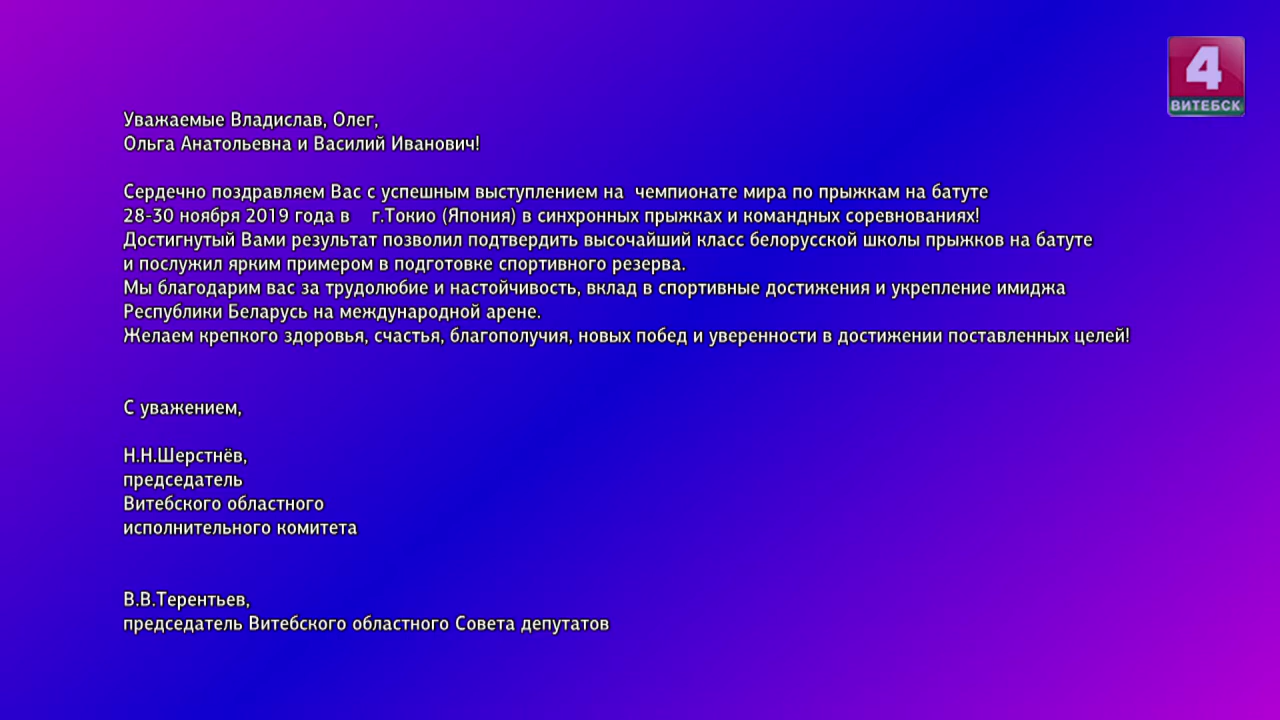 4
ВИТЕБСК
Уважаемые Владислав, Олег,
Ольга Анатольевна и Василий Иванович!
Сердечно поздравляем Вас с успешным выступлением на  чемпионате мира по прыжкам на батуте
28-30 ноября 2019 года в    г.Токио (Япония) в синхронных прыжках и командных соревнованиях!
Достигнутый Вами результат позволил подтвердить высочайший класс белорусской школы прыжков на батуте
и послужил ярким примером в подготовке спортивного резерва.
Мы благодарим вас за трудолюбие и настойчивость, вклад в спортивные достижения и укрепление имиджа
Республики Беларусь на международной арене.
Желаем крепкого здоровья, счастья, благополучия, новых побед и уверенности в достижении поставленных целей!
С уважением,
Н.Н.Шерстнёв,
председатель
Витебского областного
исполнительного комитета
В.В.Терентьев,
председатель Витебского областного Совета депутатов